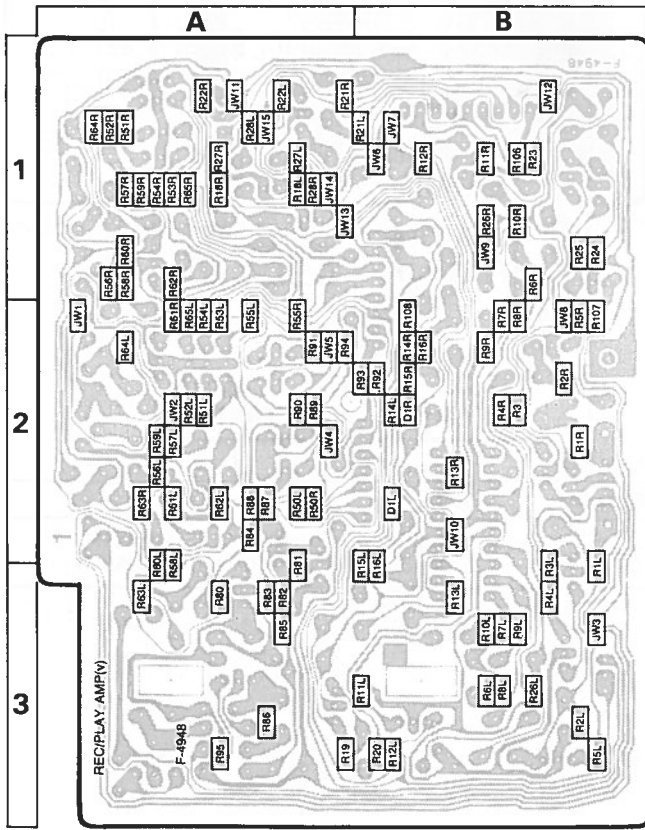 A B
F-4948
1
R22R JW11 R22L R21R JW12
R64R R52R R51R R28L JW15 R21L JW7
R27R R27L JW6 R12R R11R R106 R23
R57R R59R R54R R53R R65R R18R R18L R28R JW14
JW13 R26R R10R
R60R JW9 R25 R24
R56R R58R R62R R6R
2
JW1 R61R R65L R54L R53L R55L R55R R108 R7R R8R JW8 R5R R107
R64L R91 JW5 R94 R14R R16R R9R
R93 R92 R15R R2R
JW2 R52L R51L R90 R89 R14L D1R R4R R3
R59L R57L JW4 R1R
R56L R13R
R63R R61L R62L R88 R87 R50L R50R D1L
1 R84 JW10
R80L R58L R81 R15L R16L R3L R1L
3
R63L R80 R83 R82 R13L R4L
R85 R10L R7L R9L JW3
REC/PLAY. AMP(v)
R11L R6L R8L R26L
F-4948
R86 R2L
R95 R19 R20 R12L R5L